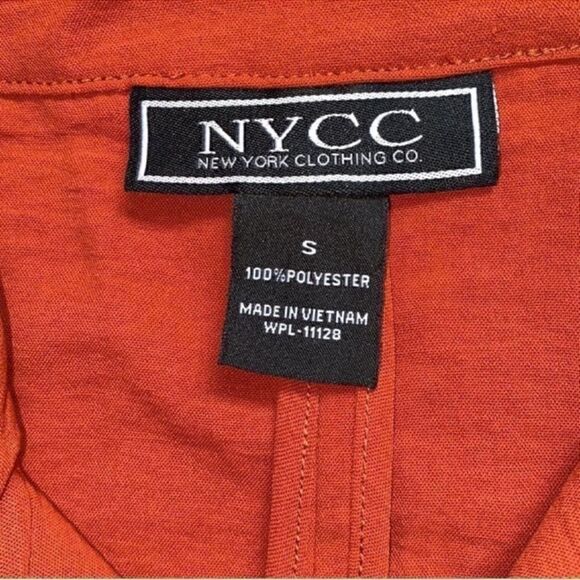 NYCC
NEW YORK CLOTHING CO.
S
100%POLYESTER
MADE IN VIETNAM
WPL-11128